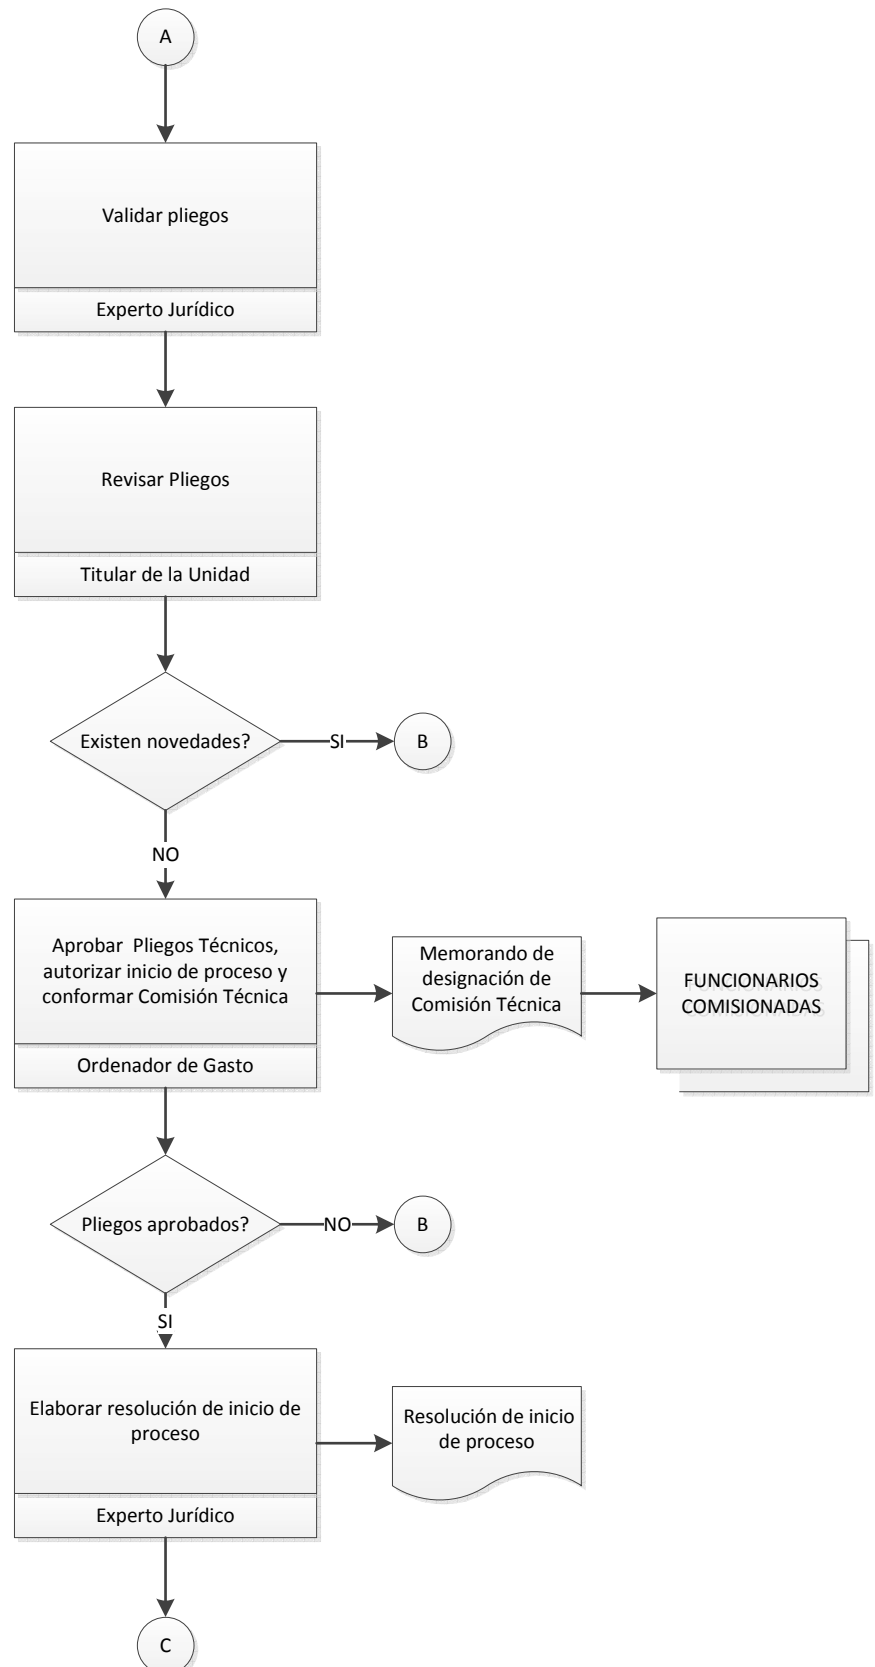 A
Validar pliegos
Experto Jurídico
Revisar Pliegos
Titular de la Unidad
Existen novedades?
SI
B
NO
Aprobar Pliegos Técnicos,
autorizar inicio de proceso y
conformar Comisión Técnica
Ordenador de Gasto
Memorando de
designación de
Comisión Técnica
FUNCIONARIOS
COMISIONADAS
Pliegos aprobados?
NO
B
SI
Elaborar resolución de inicio de
proceso
Experto Jurídico
Resolución de inicio
de proceso
C